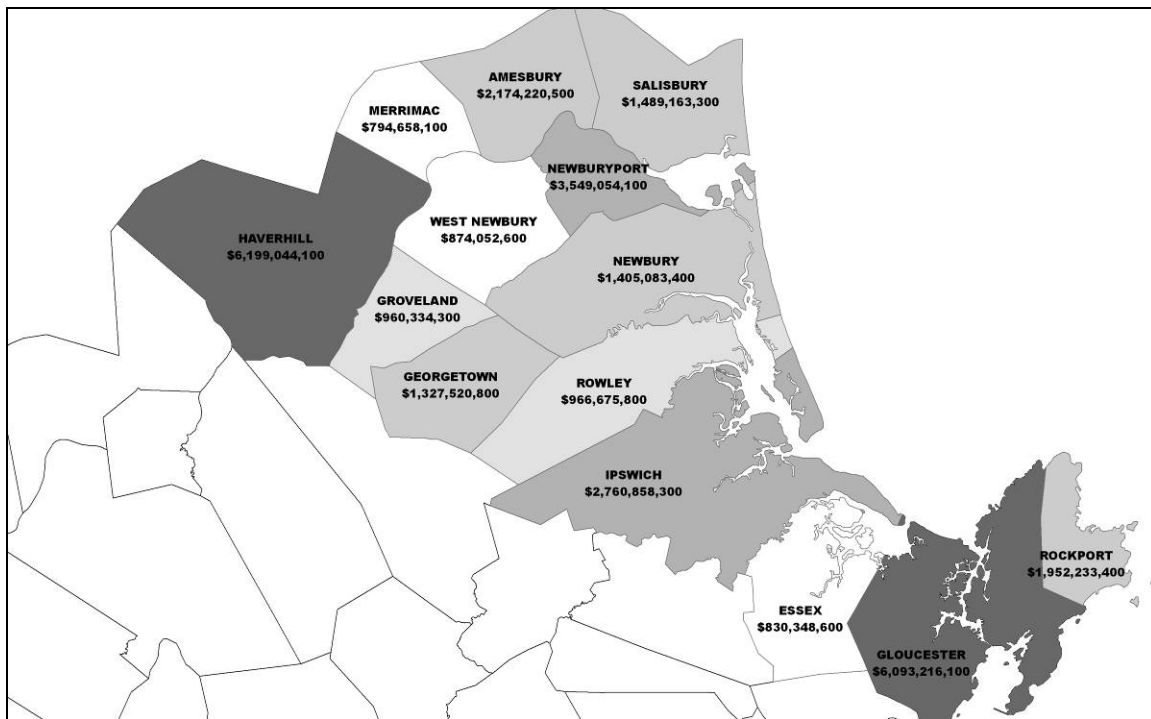 AMESBURY
$2,174,220,500
SALISBURY
$1,489,163,300
MERRIMAC
$794,658,100
NEWBURYPORT
$3,549,054,100
WEST NEWBURY
$874,052,600
HAVERHILL
$6,199,044,100
NEWBURY
$1,405,083,400
GROVELAND
$960,334,300
GEORGETOWN
$1,327,520,800
ROWLEY
$966,675,800
IPSWICH
$2,760,858,300
ROCKPORT
$1,952,233,400
ESSEX
$830,348,600
GLOUCESTER
$6,093,216,100